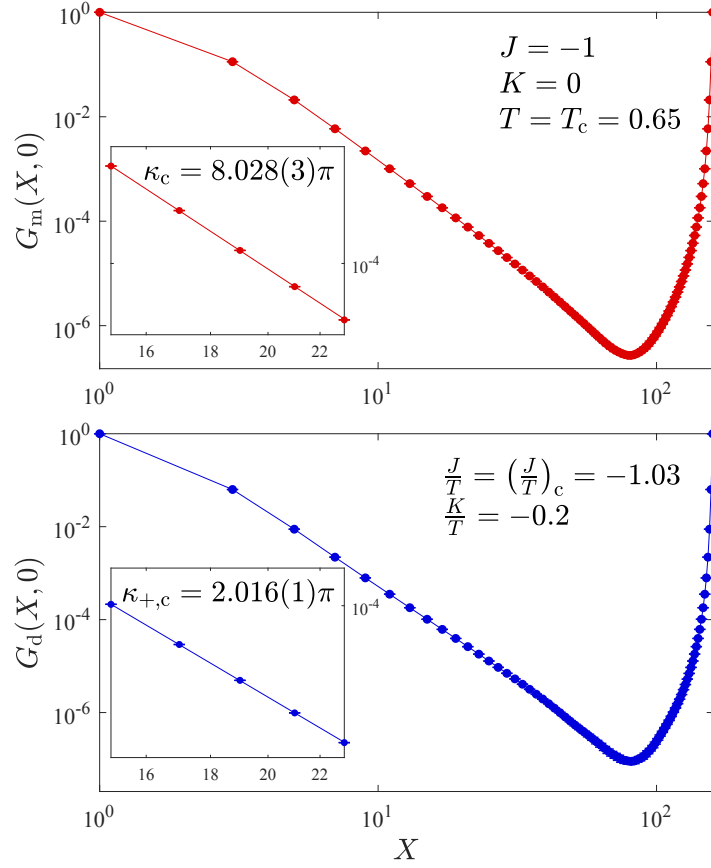 10^0
10^-2
10^-4
10^-6
G_m(X, 0)
J = −1
K = 0
T = T_c = 0.65
κ_c = 8.028(3)π
10^-4
16 18 20 22
10^0 10^1 10^2
10^0
10^-2
10^-4
10^-6
G_d(X, 0)
J/T = (J/T)_c = −1.03
K/T = −0.2
κ_+,c = 2.016(1)π
10^-4
16 18 20 22
10^0 10^1 10^2
X